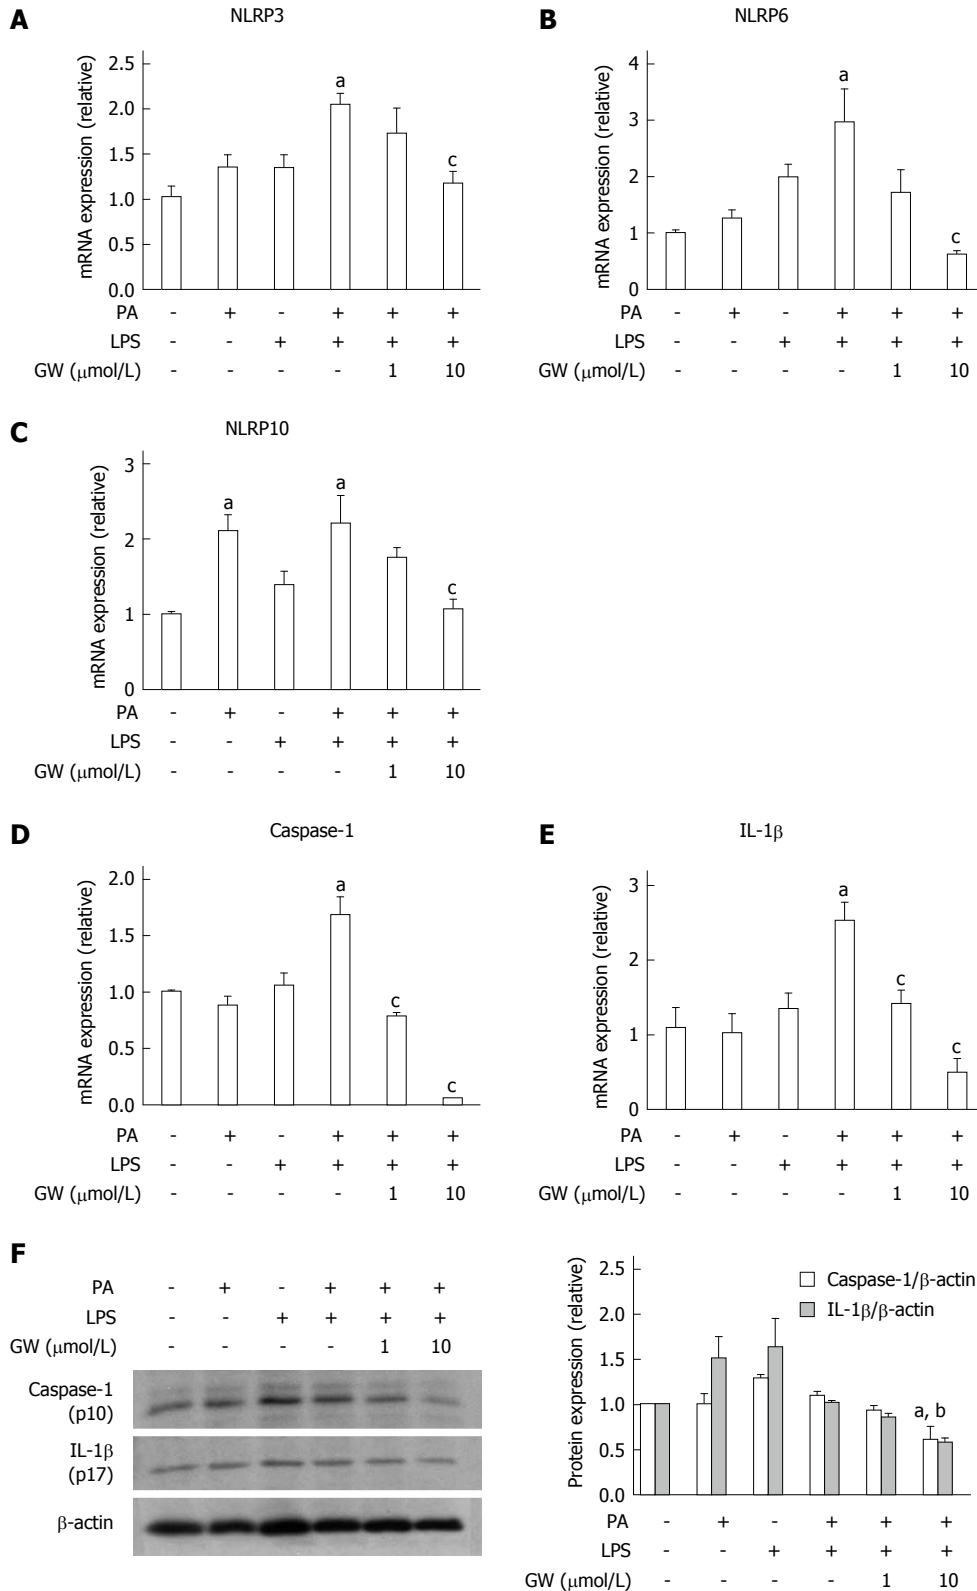 A
NLRP3
mRNA expression (relative)
2.5
2.0
1.5
1.0
0.5
0.0
a
c
PA - + - + + +
LPS - - + + + +
GW (μmol/L) - - - - 1 10
B
NLRP6
mRNA expression (relative)
4
3
2
1
0
a
c
PA - + - + + +
LPS - - + + + +
GW (μmol/L) - - - - 1 10
C
NLRP10
mRNA expression (relative)
3
2
1
0
a
a
c
PA - + - + + +
LPS - - + + + +
GW (μmol/L) - - - - 1 10
D
Caspase-1
mRNA expression (relative)
2.0
1.5
1.0
0.5
0.0
a
c
c
PA - + - + + +
LPS - - + + + +
GW (μmol/L) - - - - 1 10
E
IL-1β
mRNA expression (relative)
3
2
1
0
a
c
c
PA - + - + + +
LPS - - + + + +
GW (μmol/L) - - - - 1 10
F
PA - + - + + +
LPS - - + + + +
GW (μmol/L) - - - - 1 10
Caspase-1
(p10)
IL-1β
(p17)
β-actin
Protein expression (relative)
2.5
2.0
1.5
1.0
0.5
0.0
Caspase-1/β-actin
IL-1β/β-actin
a, b
PA - + - + + +
LPS - - + + + +
GW (μmol/L) - - - - 1 10